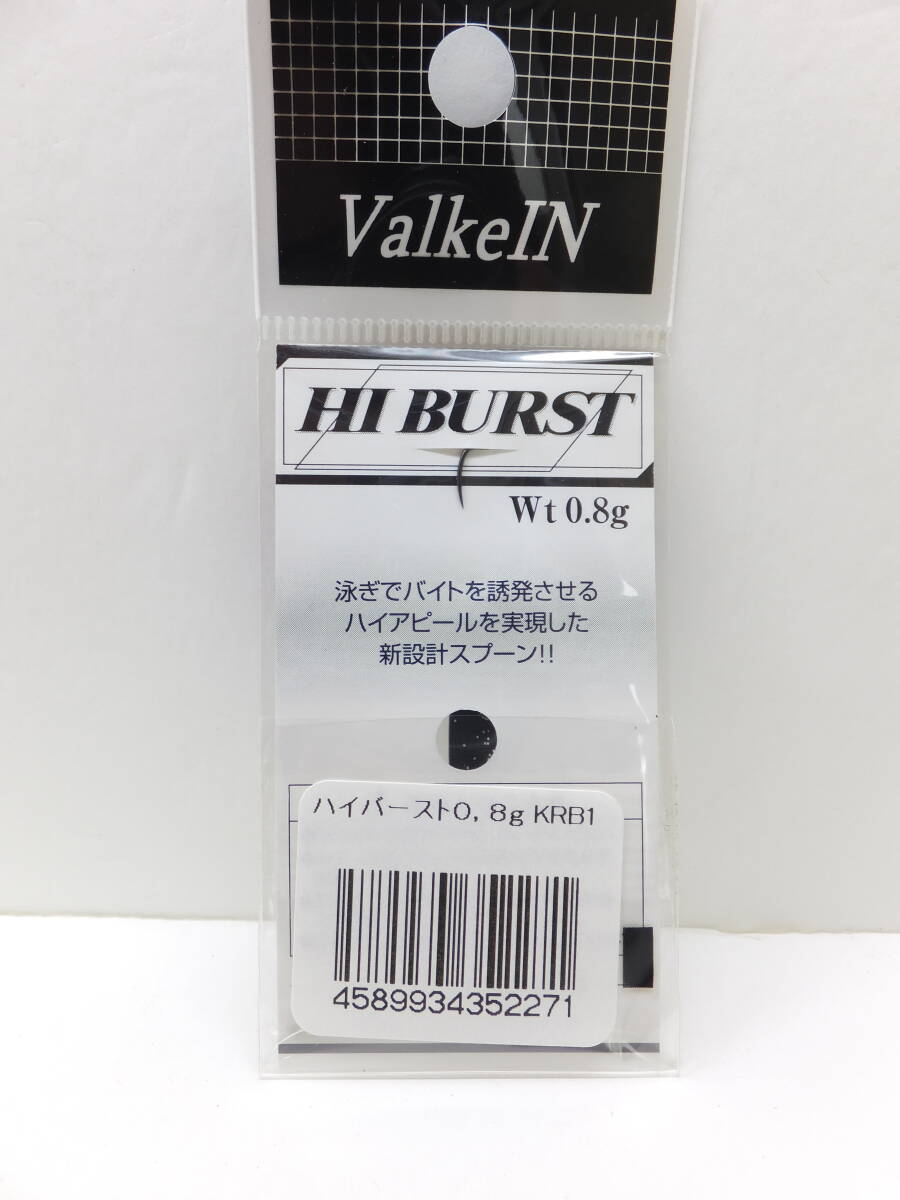 ValkeIN
HI BURST
Wt 0.8g
泳ぎでバイトを誘発させる
ハイアピールを実現した
新設計スプーン!!
ハイバースト0, 8g KRB1
4589934352271